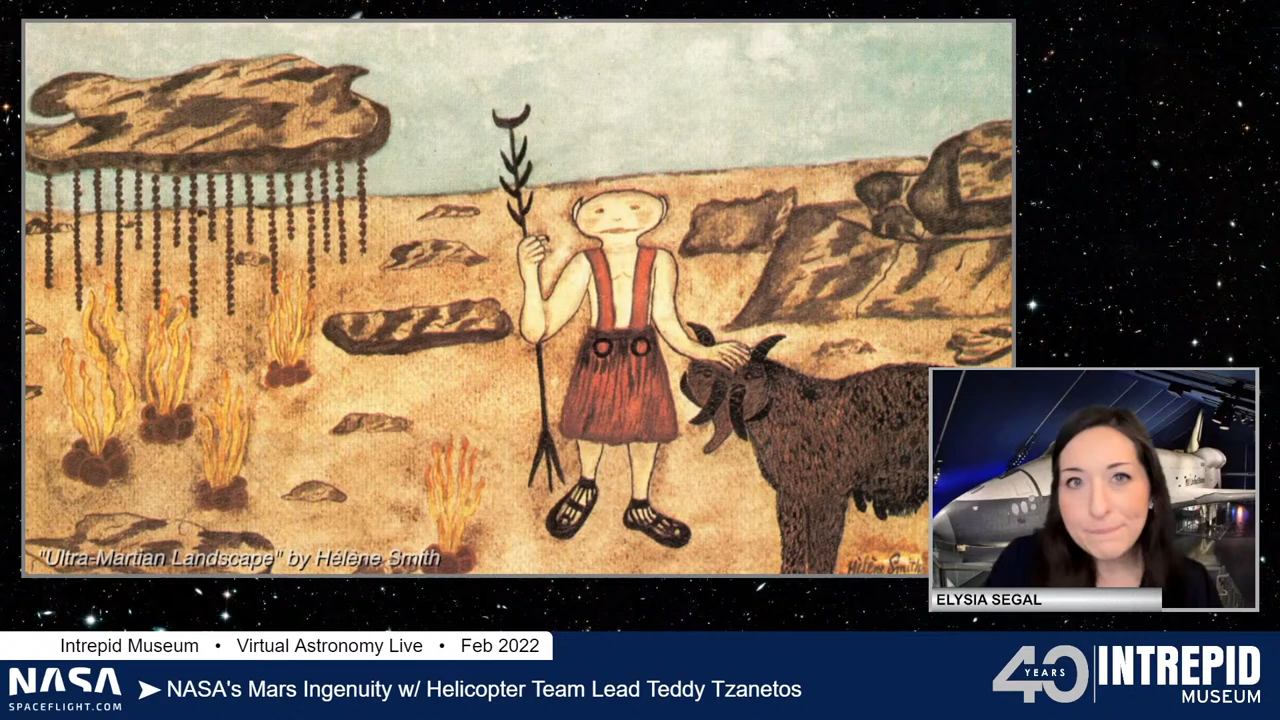 "Ultra-Martian Landscape" by Hélène Smith
Hélène Smith
ELYSIA SEGAL
Intrepid Museum • Virtual Astronomy Live • Feb 2022
NASA
SPACEFLIGHT.COM
NASA's Mars Ingenuity w/ Helicopter Team Lead Teddy Tzanetos
40
YEARS
INTREPID
MUSEUM